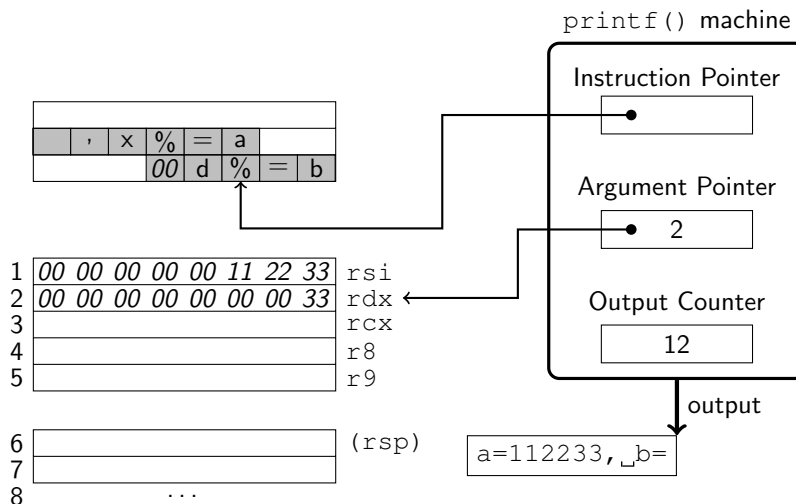 printf() machine
Instruction Pointer
, x % = a
00 d % = b
Argument Pointer
2
1 00 00 00 00 00 11 22 33 rsi
2 00 00 00 00 00 00 00 33 rdx
3 rcx
4 r8
5 r9
Output Counter
12
output
6 (rsp)
7
8 ...
a=112233,␣b=